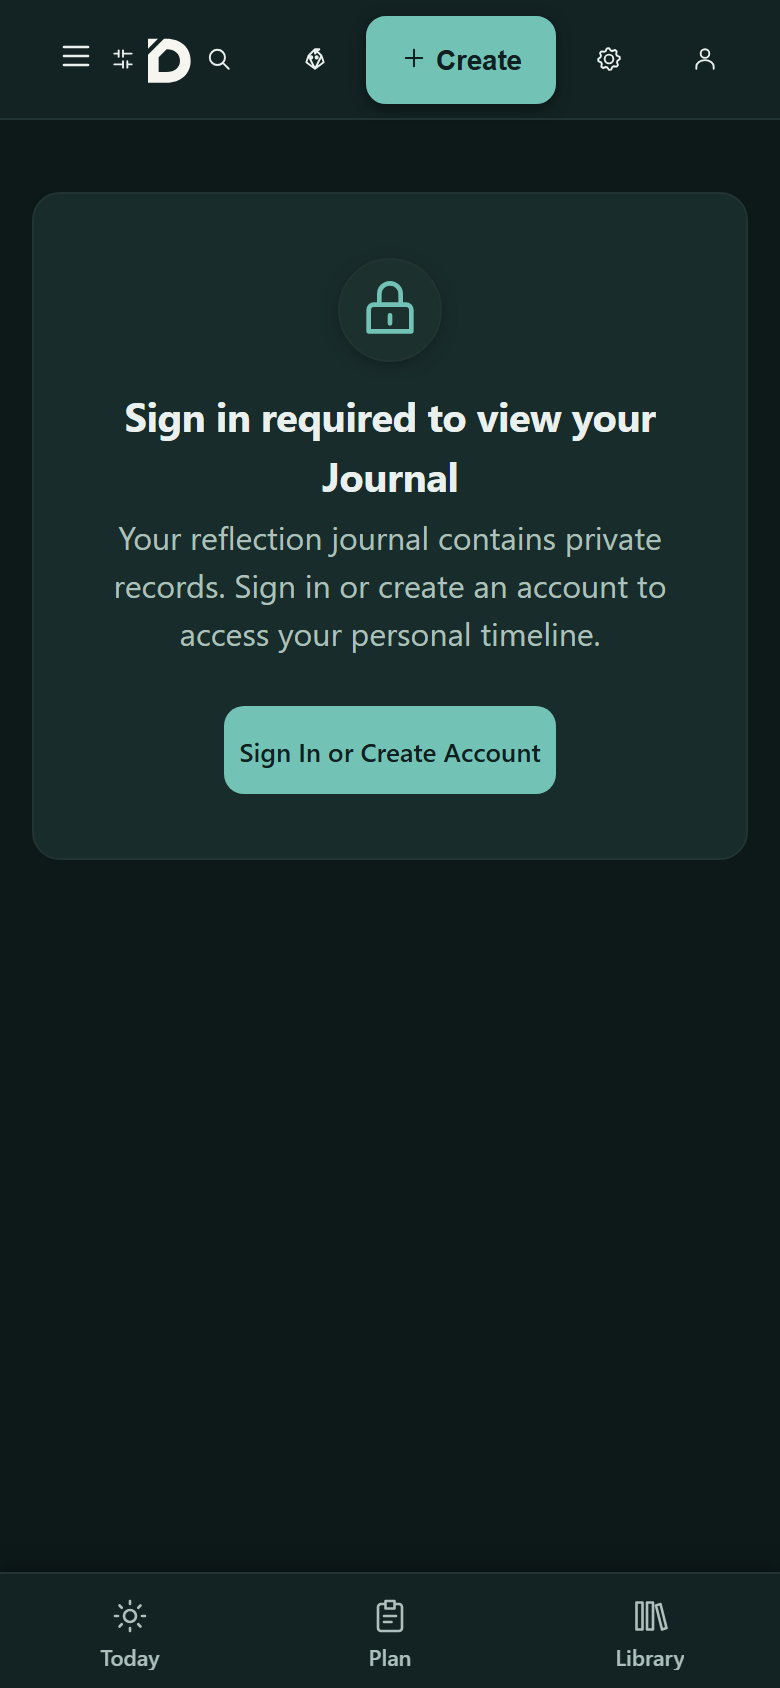 Create
Sign in required to view your
Journal
Your reflection journal contains private
records. Sign in or create an account to
access your personal timeline.
Sign In or Create Account
Today
Plan
Library